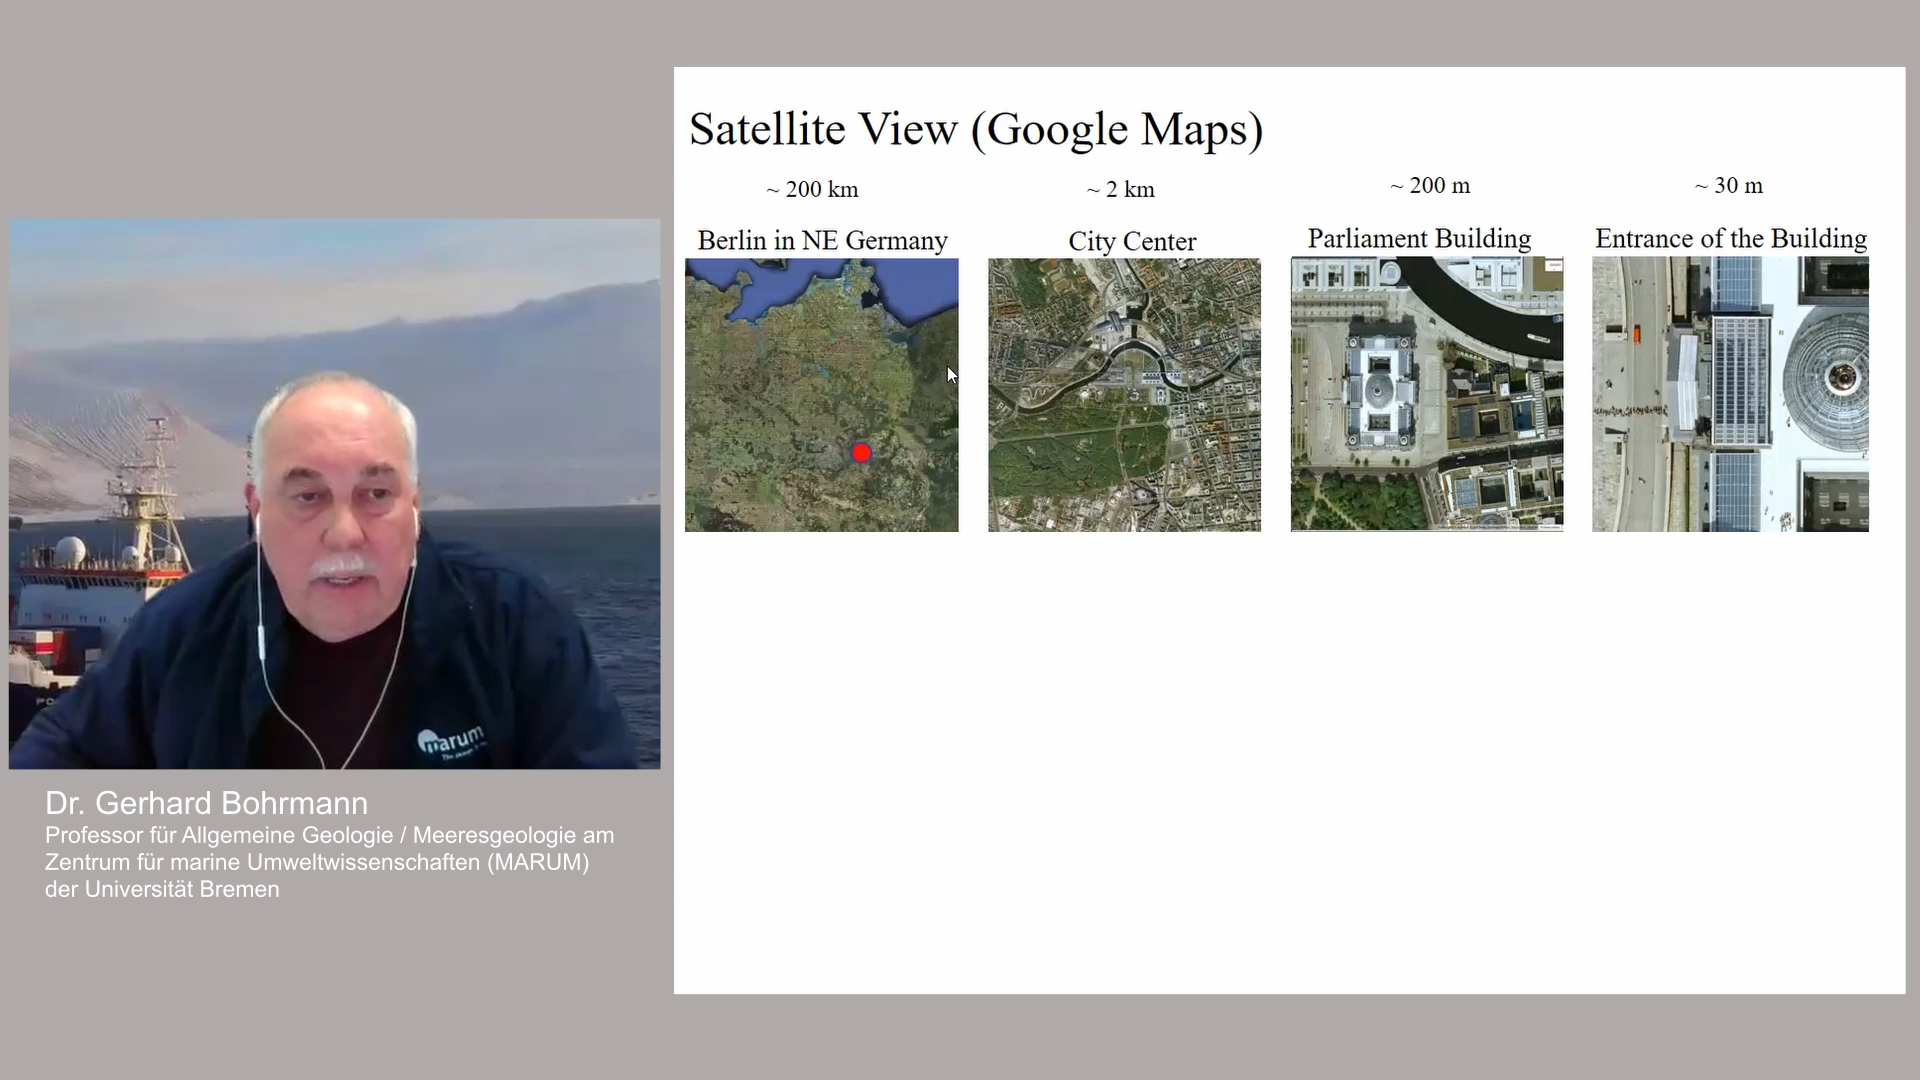 Satellite View (Google Maps)
~ 200 km
~ 2 km
~ 200 m
~ 30 m
Berlin in NE Germany
City Center
Parliament Building
Entrance of the Building
marum
Dr. Gerhard Bohrmann
Professor für Allgemeine Geologie / Meeresgeologie am
Zentrum für marine Umweltwissenschaften (MARUM)
der Universität Bremen